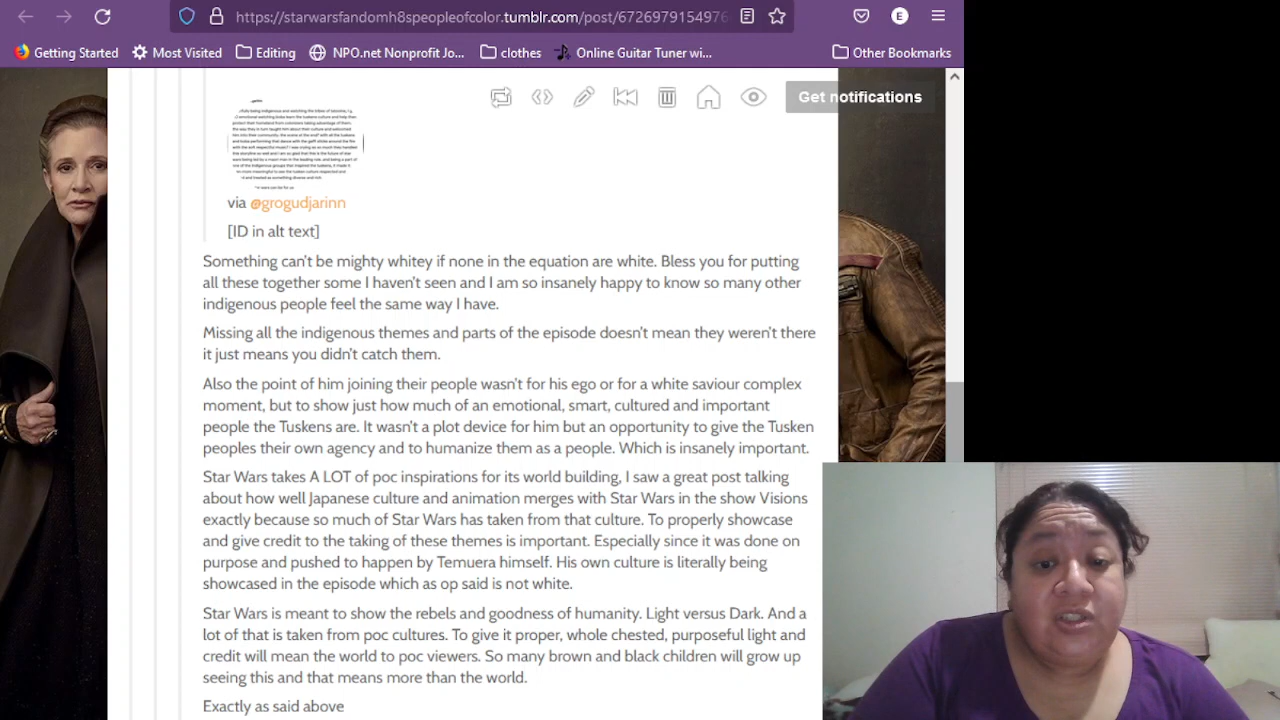 https://starwarsfandomh8speopleofcolor.tumblr.com/post/6726979154976
Getting Started
Most Visited
Editing
NPO.net Nonprofit Jo...
clothes
Online Guitar Tuner wi...
Other Bookmarks
Get notifications
via @grogudjarinn
[ID in alt text]
Something can't be mighty whitey if none in the equation are white. Bless you for putting
all these together some I haven't seen and I am so insanely happy to know so many other
indigenous people feel the same way I have.
Missing all the indigenous themes and parts of the episode doesn't mean they weren't there
it just means you didn't catch them.
Also the point of him joining their people wasn't for his ego or for a white saviour complex
moment, but to show just how much of an emotional, smart, cultured and important
people the Tuskens are. It wasn't a plot device for him but an opportunity to give the Tusken
peoples their own agency and to humanize them as a people. Which is insanely important.
Star Wars takes A LOT of poc inspirations for its world building, I saw a great post talking
about how well Japanese culture and animation merges with Star Wars in the show Visions
exactly because so much of Star Wars has taken from that culture. To properly showcase
and give credit to the taking of these themes is important. Especially since it was done on
purpose and pushed to happen by Temuera himself. His own culture is literally being
showcased in the episode which as op said is not white.
Star Wars is meant to show the rebels and goodness of humanity. Light versus Dark. And a
lot of that is taken from poc cultures. To give it proper, whole chested, purposeful light and
credit will mean the world to poc viewers. So many brown and black children will grow up
seeing this and that means more than the world.
Exactly as said above